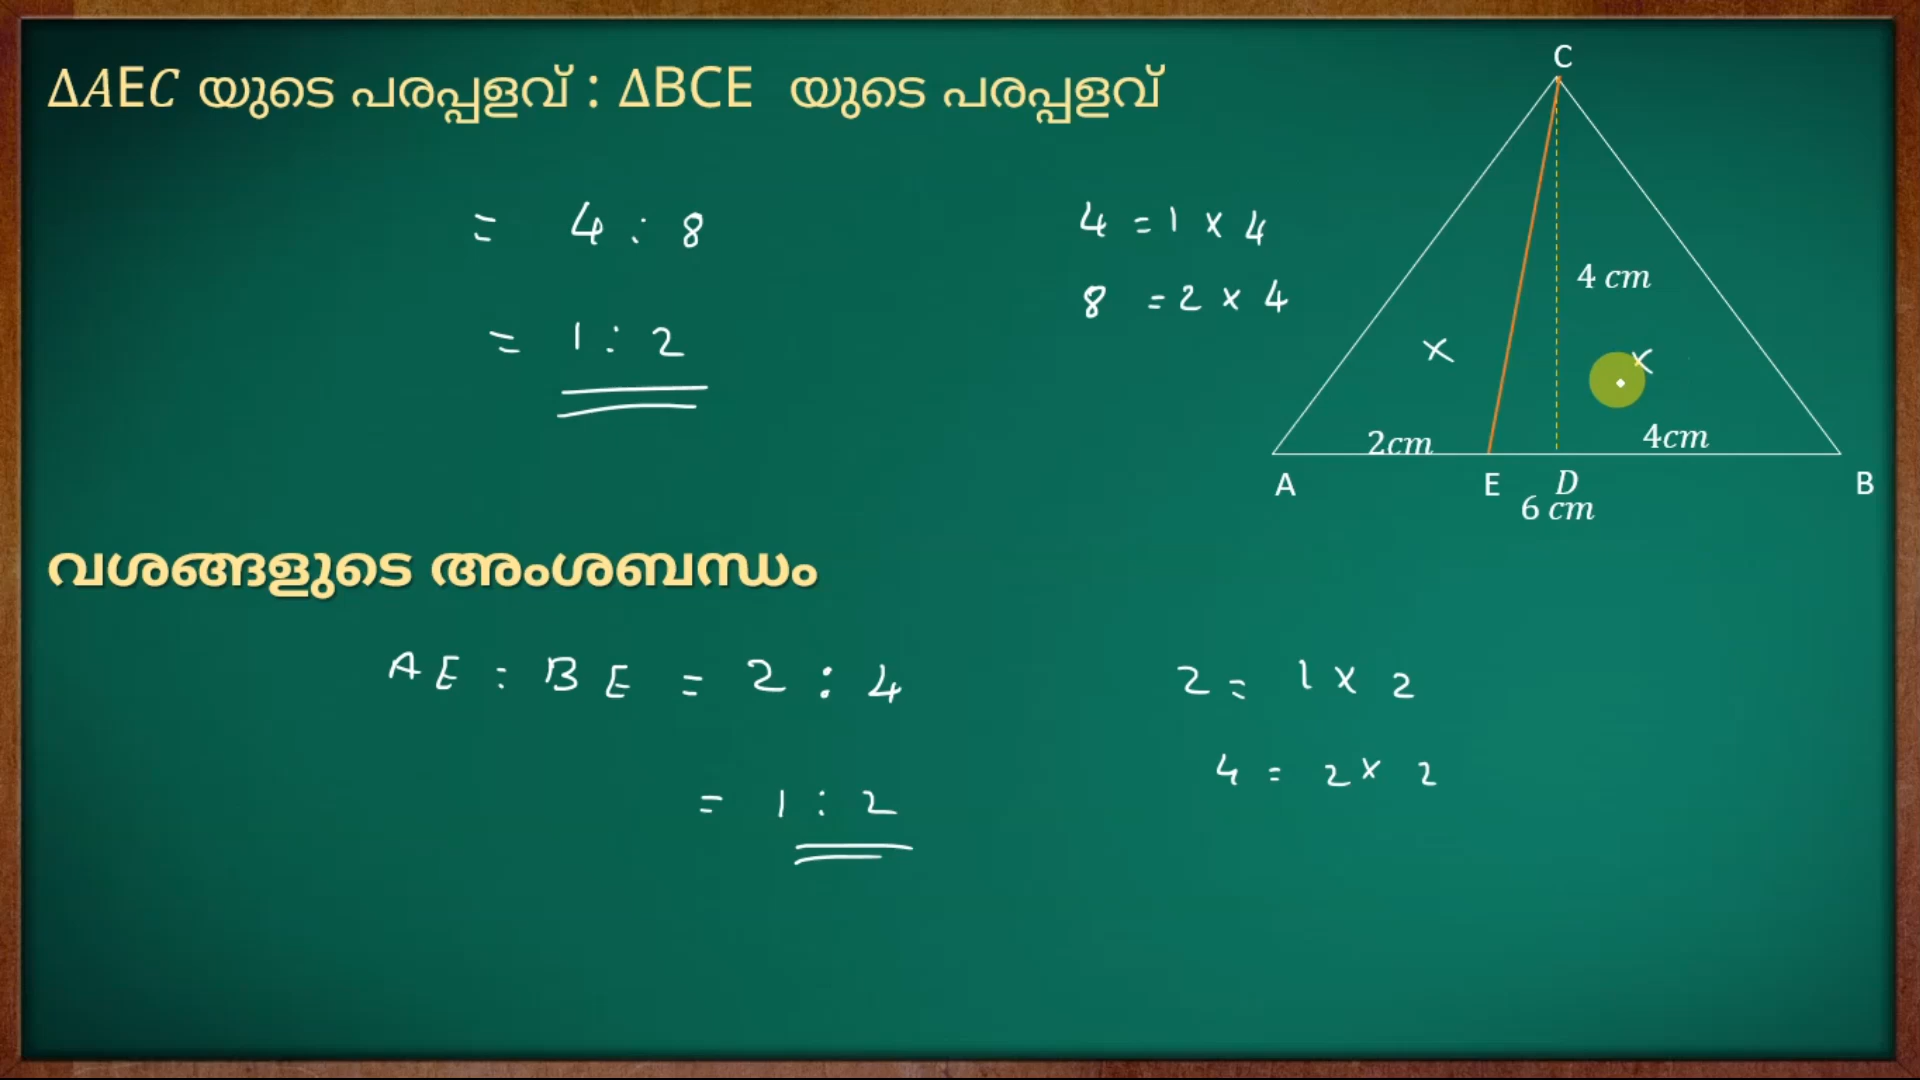 ΔAEC യുടെ പരപ്പളവ് : ΔBCE യുടെ പരപ്പളവ്
= 4 : 8
= 1 : 2
4 = 1 × 4
8 = 2 × 4
C
4 cm
×
×
2cm
4cm
A
E
D
B
6 cm
വശങ്ങളുടെ അംശബന്ധം
AE : BE = 2 : 4
= 1 : 2
2 = 1 × 2
4 = 2 × 2